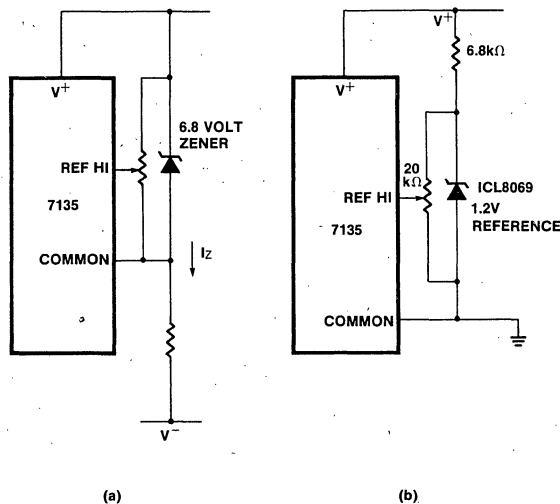 V+
6.8 VOLT
ZENER
REF HI
7135
COMMON
IZ
V−
(a)
V+
6.8kΩ
V+
20
kΩ
REF HI
ICL8069
1.2V
REFERENCE
7135
COMMON
(b)